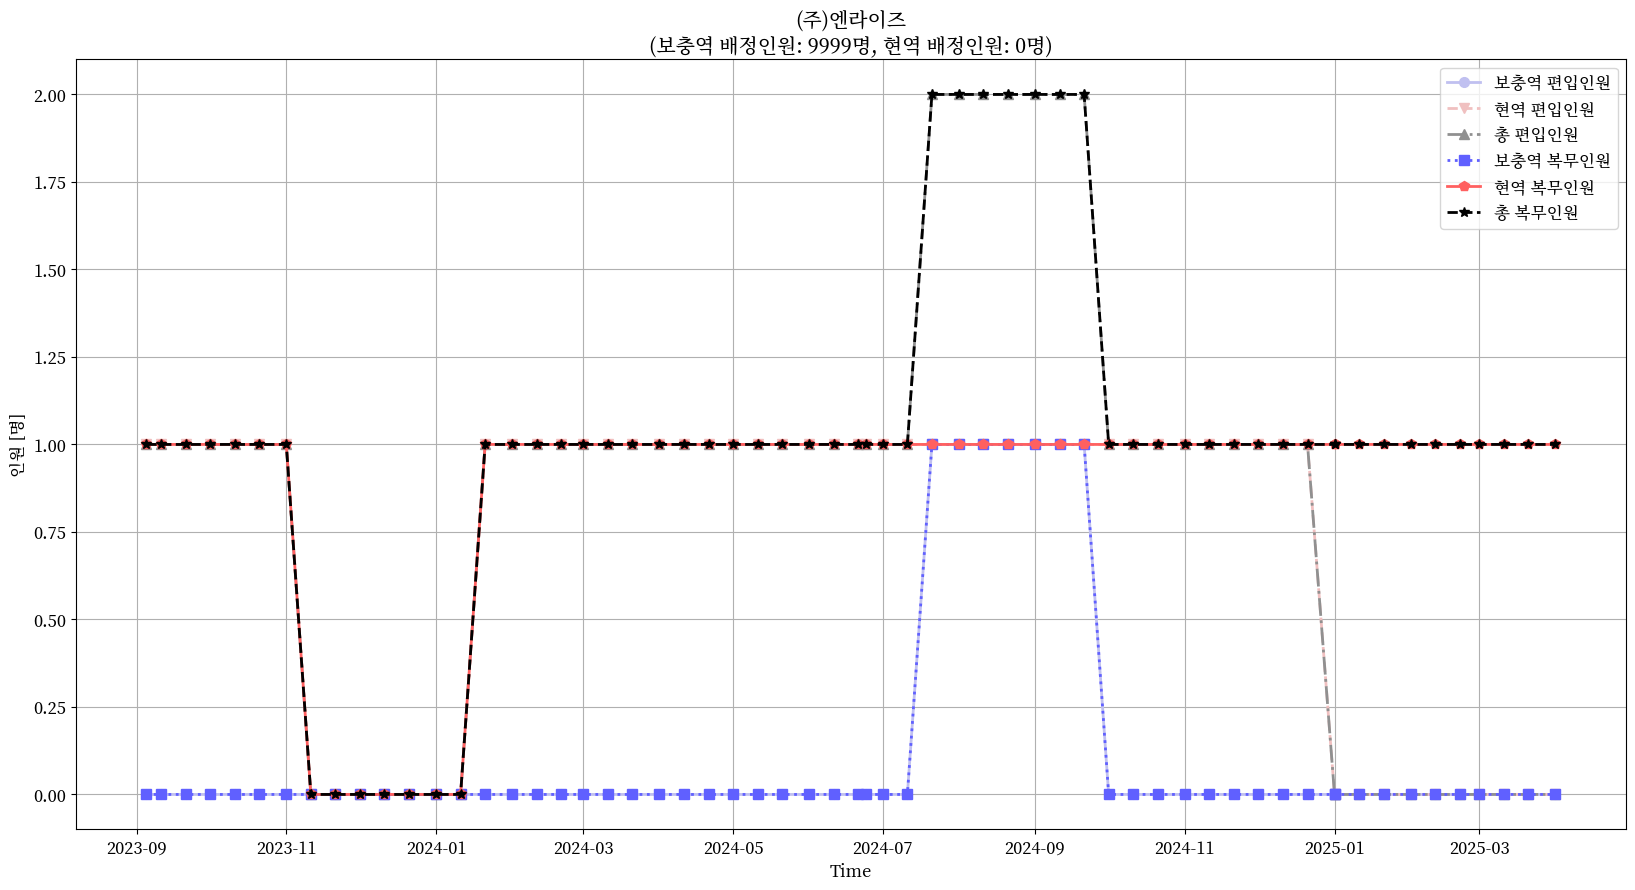 (주)엔라이즈
(보충역 배정인원: 9999명, 현역 배정인원: 0명)
보충역 편입인원
현역 편입인원
총 편입인원
보충역 복무인원
현역 복무인원
총 복무인원
인원 [명]
2.00
1.75
1.50
1.25
1.00
0.75
0.50
0.25
0.00
2023-09 2023-11 2024-01 2024-03 2024-05 2024-07 2024-09 2024-11 2025-01 2025-03
Time